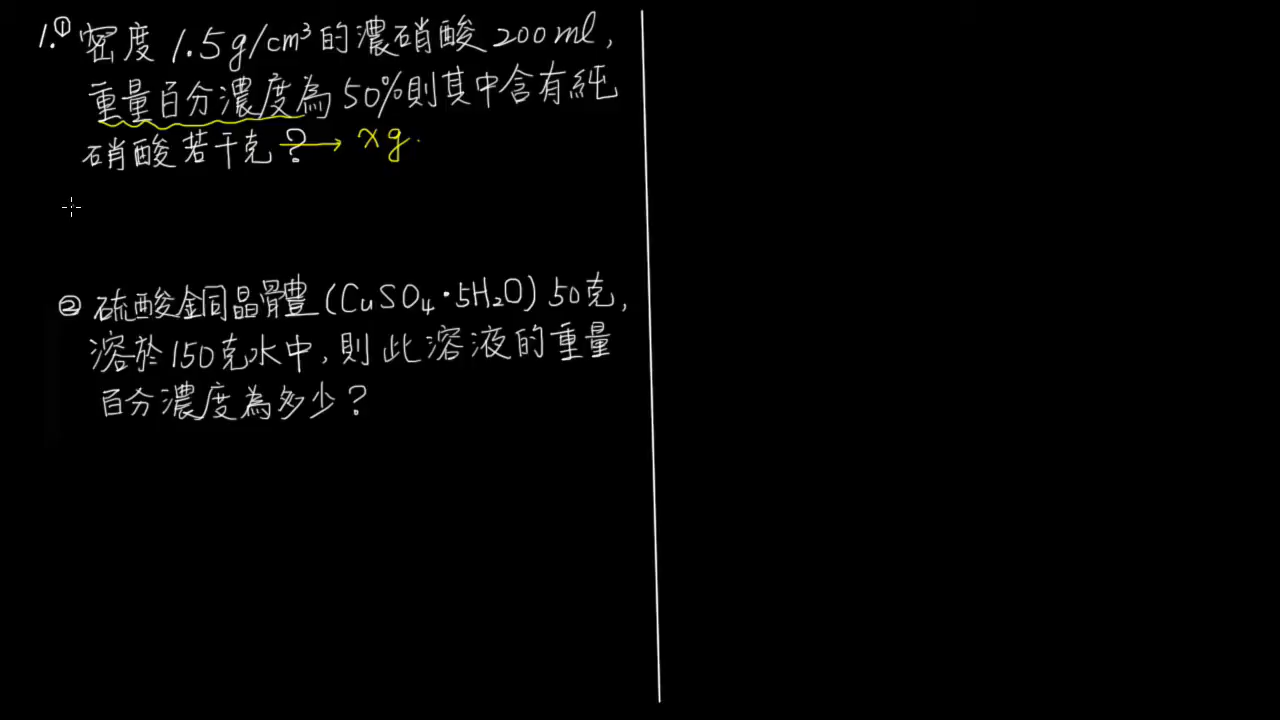 1.① 密度 1.5g/cm³的濃硝酸 200ml,
重量百分濃度為 50%則其中含有純
硝酸若干克? → xg.
② 硫酸銅晶體 (CuSO₄·5H₂O) 50克,
溶於 150克水中, 則此溶液的重量
百分濃度為多少?